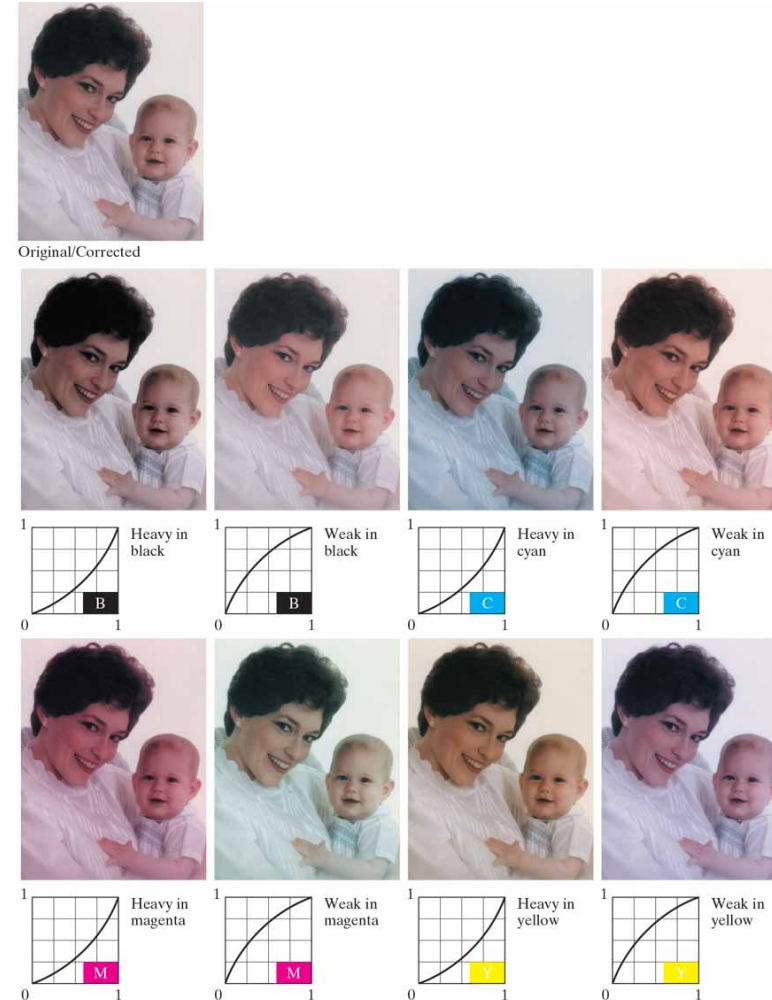 Original/Corrected
1
Heavy in
black
B
0 1
1
Weak in
black
B
0 1
1
Heavy in
cyan
C
0 1
1
Weak in
cyan
C
0 1
1
Heavy in
magenta
M
0 1
1
Weak in
magenta
M
0 1
1
Heavy in
yellow
Y
0 1
1
Weak in
yellow
Y
0 1